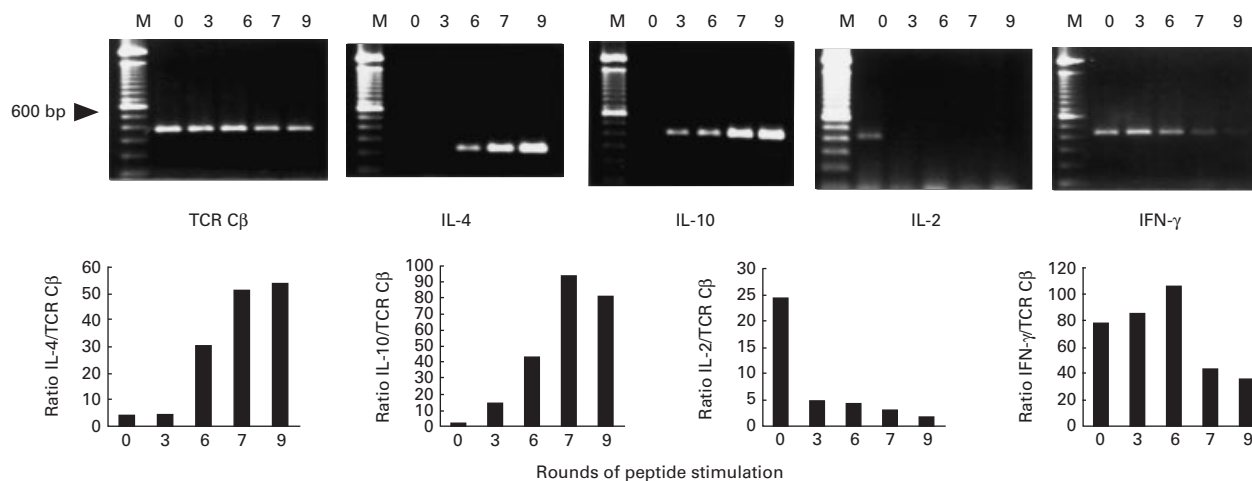 M 0 3 6 7 9
M 0 3 6 7 9
M 0 3 6 7 9
M 0 3 6 7 9
M 0 3 6 7 9
600 bp
TCR Cβ
IL-4
IL-10
IL-2
IFN-γ
Ratio IL-4/TCR Cβ
60
50
40
30
20
10
0
0 3 6 7 9
Ratio IL-10/TCR Cβ
100
90
80
70
60
50
40
30
20
10
0
0 3 6 7 9
Ratio IL-2/TCR Cβ
30
25
20
15
10
5
0
0 3 6 7 9
Ratio IFN-γ/TCR Cβ
120
100
80
60
40
20
0
0 3 6 7 9
Rounds of peptide stimulation